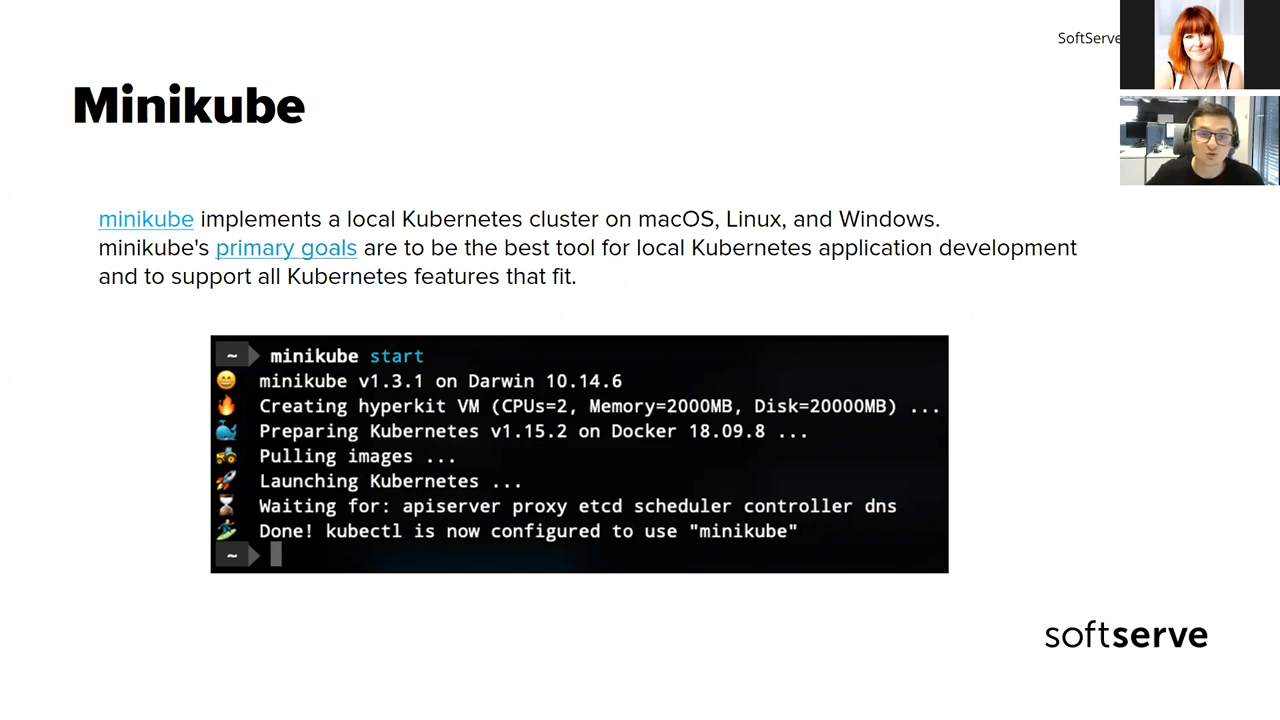 SoftServe
Minikube
minikube implements a local Kubernetes cluster on macOS, Linux, and Windows.
minikube's primary goals are to be the best tool for local Kubernetes application development
and to support all Kubernetes features that fit.
~ minikube start
minikube v1.3.1 on Darwin 10.14.6
Creating hyperkit VM (CPUs=2, Memory=2000MB, Disk=20000MB) ...
Preparing Kubernetes v1.15.2 on Docker 18.09.8 ...
Pulling images ...
Launching Kubernetes ...
Waiting for: apiserver proxy etcd scheduler controller dns
Done! kubectl is now configured to use "minikube"
~
softserve